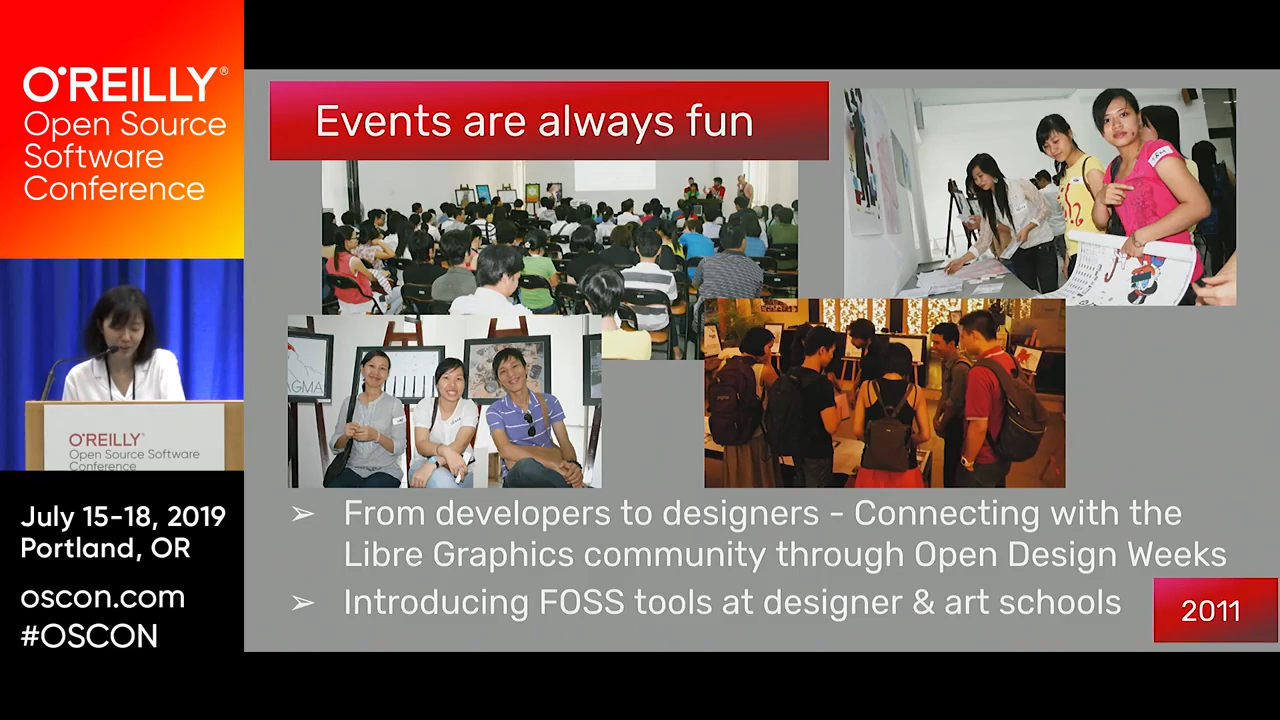 O'REILLY®
Open Source
Software
Conference
O'REILLY®
Open Source Software
Conference
July 15-18, 2019
Portland, OR
oscon.com
#OSCON
Events are always fun
AGMA
➢ From developers to designers - Connecting with the
Libre Graphics community through Open Design Weeks
➢ Introducing FOSS tools at designer & art schools
2011